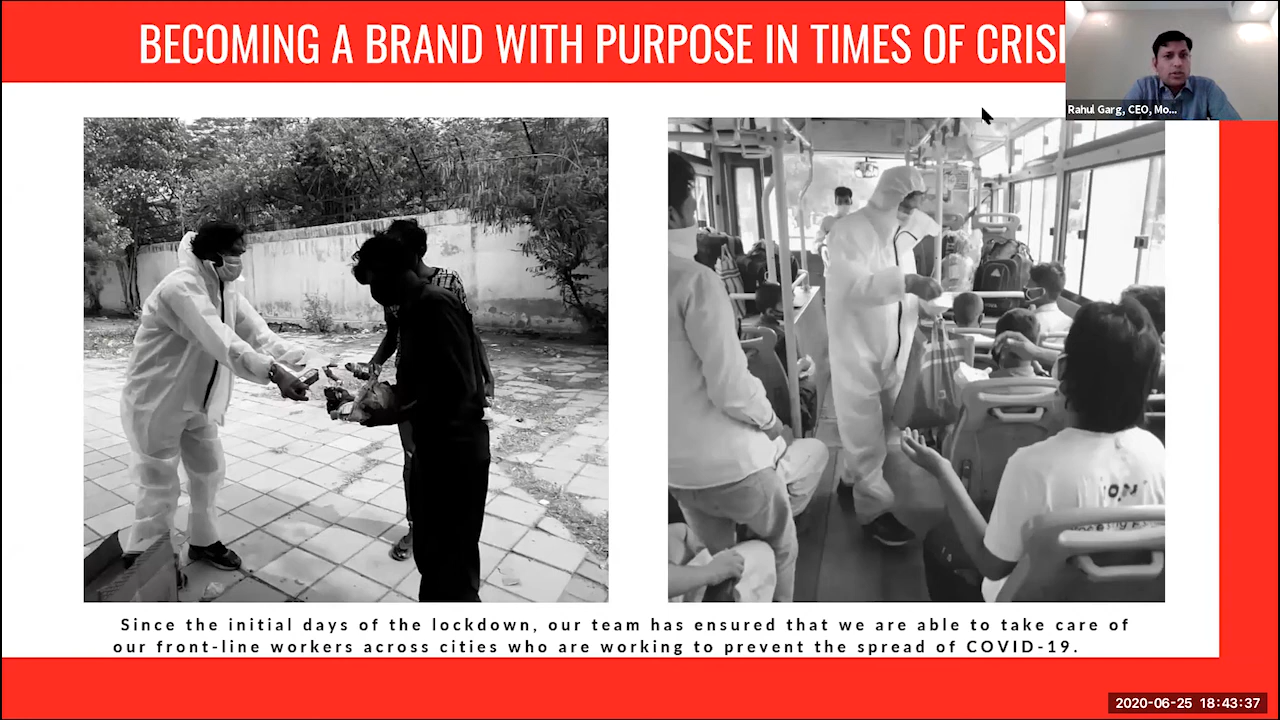 BECOMING A BRAND WITH PURPOSE IN TIMES OF CRISI
Rahul Garg, CEO, Mo...
Since the initial days of the lockdown, our team has ensured that we are able to take care of
our front-line workers across cities who are working to prevent the spread of COVID-19.
2020-06-25 18:43:37